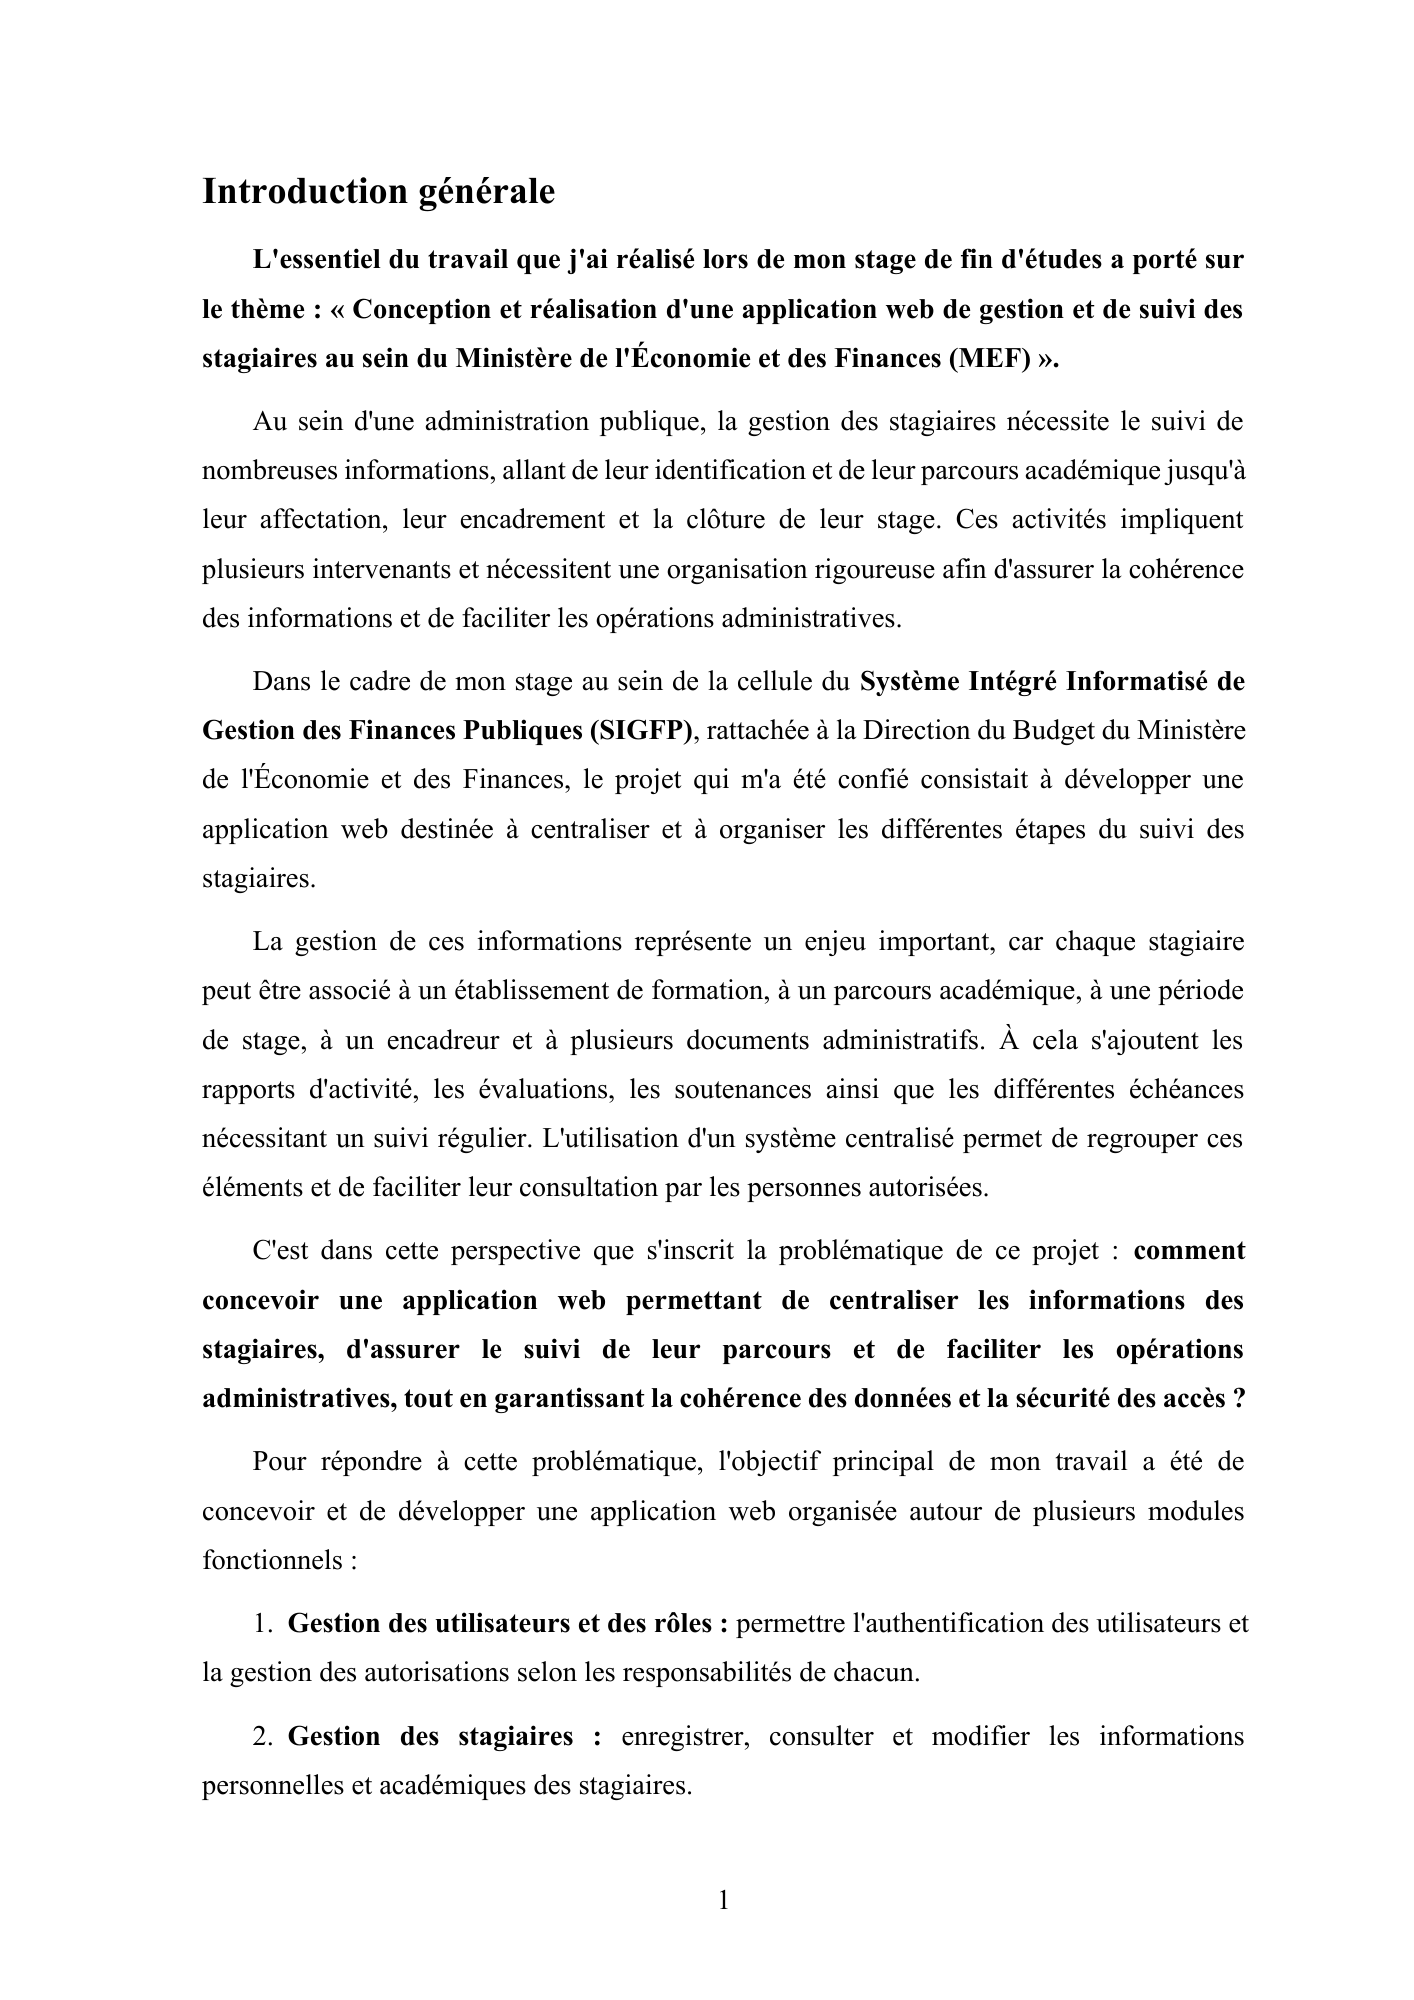 Introduction générale
L'essentiel du travail que j'ai réalisé lors de mon stage de fin d'études a porté sur
le thème : « Conception et réalisation d'une application web de gestion et de suivi des
stagiaires au sein du Ministère de l'Économie et des Finances (MEF) ».
Au sein d'une administration publique, la gestion des stagiaires nécessite le suivi de
nombreuses informations, allant de leur identification et de leur parcours académique jusqu'à
leur affectation, leur encadrement et la clôture de leur stage. Ces activités impliquent
plusieurs intervenants et nécessitent une organisation rigoureuse afin d'assurer la cohérence
des informations et de faciliter les opérations administratives.
Dans le cadre de mon stage au sein de la cellule du Système Intégré Informatisé de
Gestion des Finances Publiques (SIGFP), rattachée à la Direction du Budget du Ministère
de l'Économie et des Finances, le projet qui m'a été confié consistait à développer une
application web destinée à centraliser et à organiser les différentes étapes du suivi des
stagiaires.
La gestion de ces informations représente un enjeu important, car chaque stagiaire
peut être associé à un établissement de formation, à un parcours académique, à une période
de stage, à un encadreur et à plusieurs documents administratifs. À cela s'ajoutent les
rapports d'activité, les évaluations, les soutenances ainsi que les différentes échéances
nécessitant un suivi régulier. L'utilisation d'un système centralisé permet de regrouper ces
éléments et de faciliter leur consultation par les personnes autorisées.
C'est dans cette perspective que s'inscrit la problématique de ce projet : comment
concevoir une application web permettant de centraliser les informations des
stagiaires, d'assurer le suivi de leur parcours et de faciliter les opérations
administratives, tout en garantissant la cohérence des données et la sécurité des accès ?
Pour répondre à cette problématique, l'objectif principal de mon travail a été de
concevoir et de développer une application web organisée autour de plusieurs modules
fonctionnels :
1. Gestion des utilisateurs et des rôles : permettre l'authentification des utilisateurs et
la gestion des autorisations selon les responsabilités de chacun.
2. Gestion des stagiaires : enregistrer, consulter et modifier les informations
personnelles et académiques des stagiaires.
1